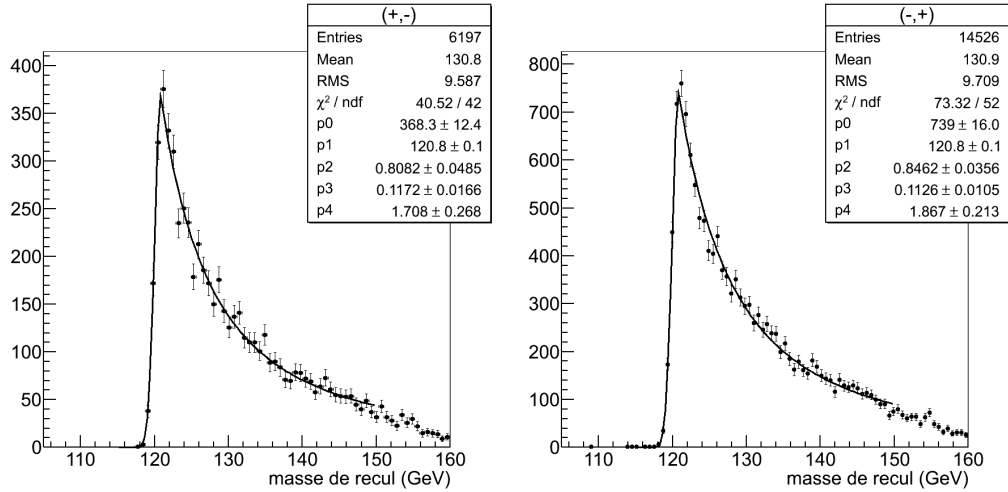 (+,-)
Entries 6197
Mean 130.8
RMS 9.587
χ² / ndf 40.52 / 42
p0 368.3 ± 12.4
p1 120.8 ± 0.1
p2 0.8082 ± 0.0485
p3 0.1172 ± 0.0166
p4 1.708 ± 0.268
400
350
300
250
200
150
100
50
0
110 120 130 140 150 160
masse de recul (GeV)
(-,+)
Entries 14526
Mean 130.9
RMS 9.709
χ² / ndf 73.32 / 52
p0 739 ± 16.0
p1 120.8 ± 0.1
p2 0.8462 ± 0.0356
p3 0.1126 ± 0.0105
p4 1.867 ± 0.213
800
700
600
500
400
300
200
100
0
110 120 130 140 150 160
masse de recul (GeV)